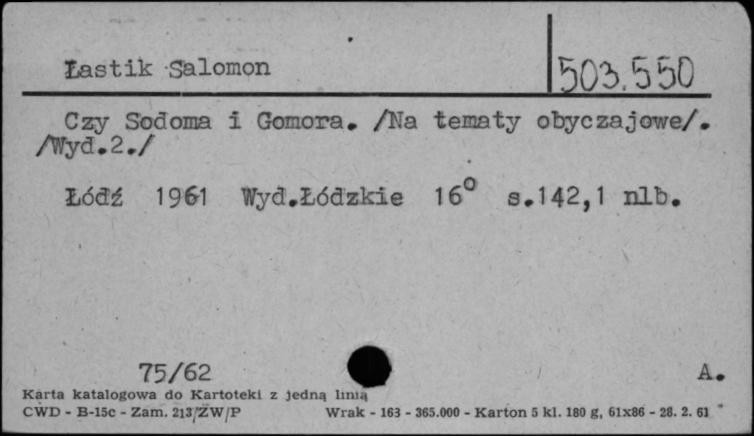 Łastik Salomon
503.550
Czy Sodoma i Gomora. /Na tematy obyczajowe/.
/Wyd.2./
Łódź 1961 Wyd.Łódzkie 16° s.142,1 nlb.
75/62
A.
Karta katalogowa do Kartoteki z jedną linią
CWD - B-15c - Zam. 213/ZW/P Wrak - 163 - 365.000 - Karton 5 kl. 180 g, 61x86 - 28. 2. 61